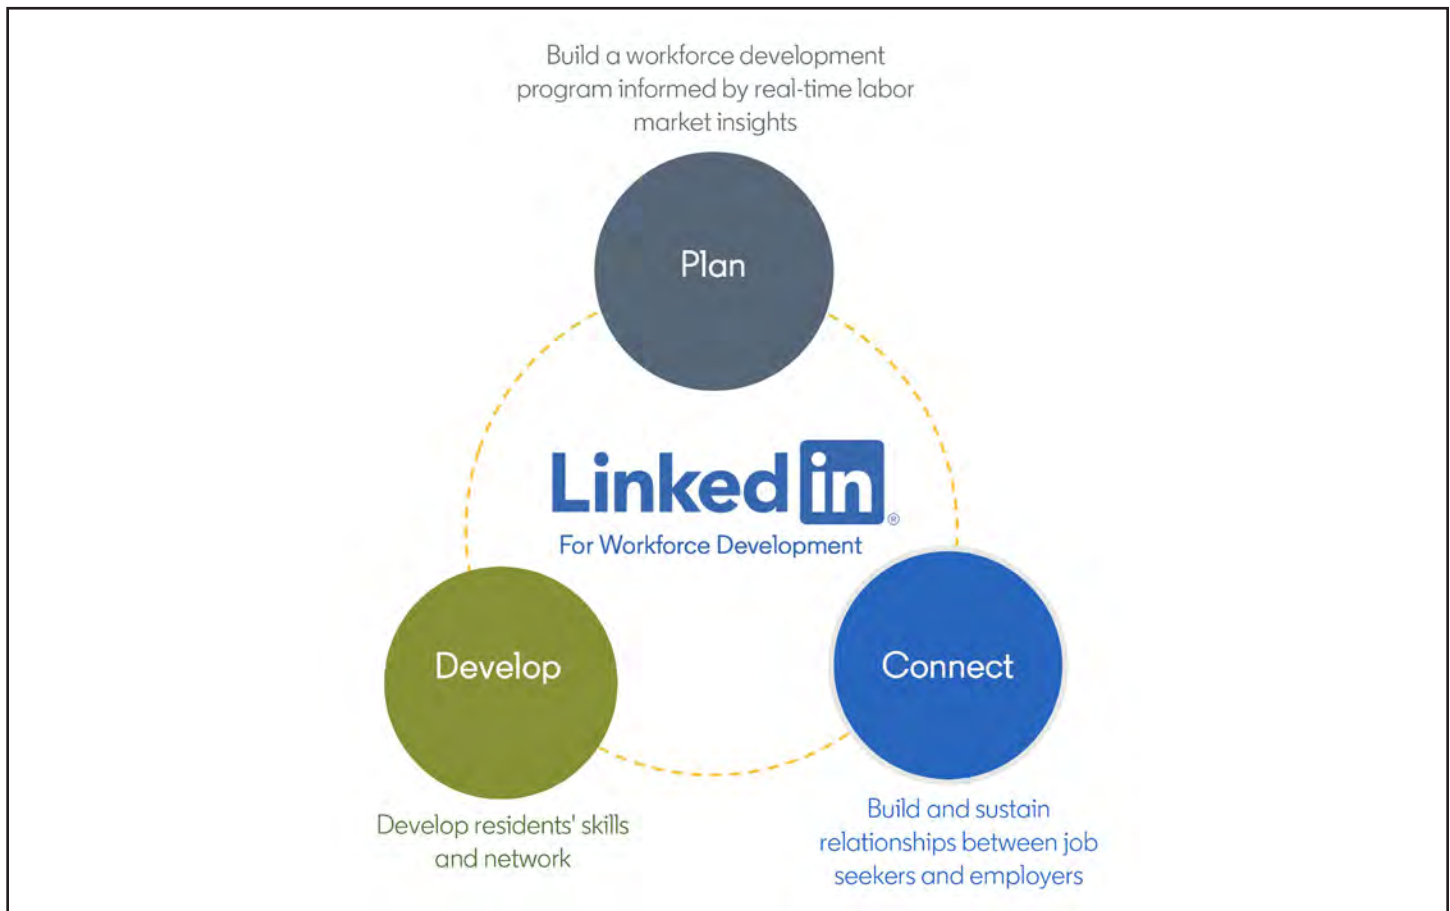 Build a workforce development
program informed by real-time labor
market insights
Plan
Linked in®
For Workforce Development
Develop
Connect
Develop residents' skills
and network
Build and sustain
relationships between job
seekers and employers